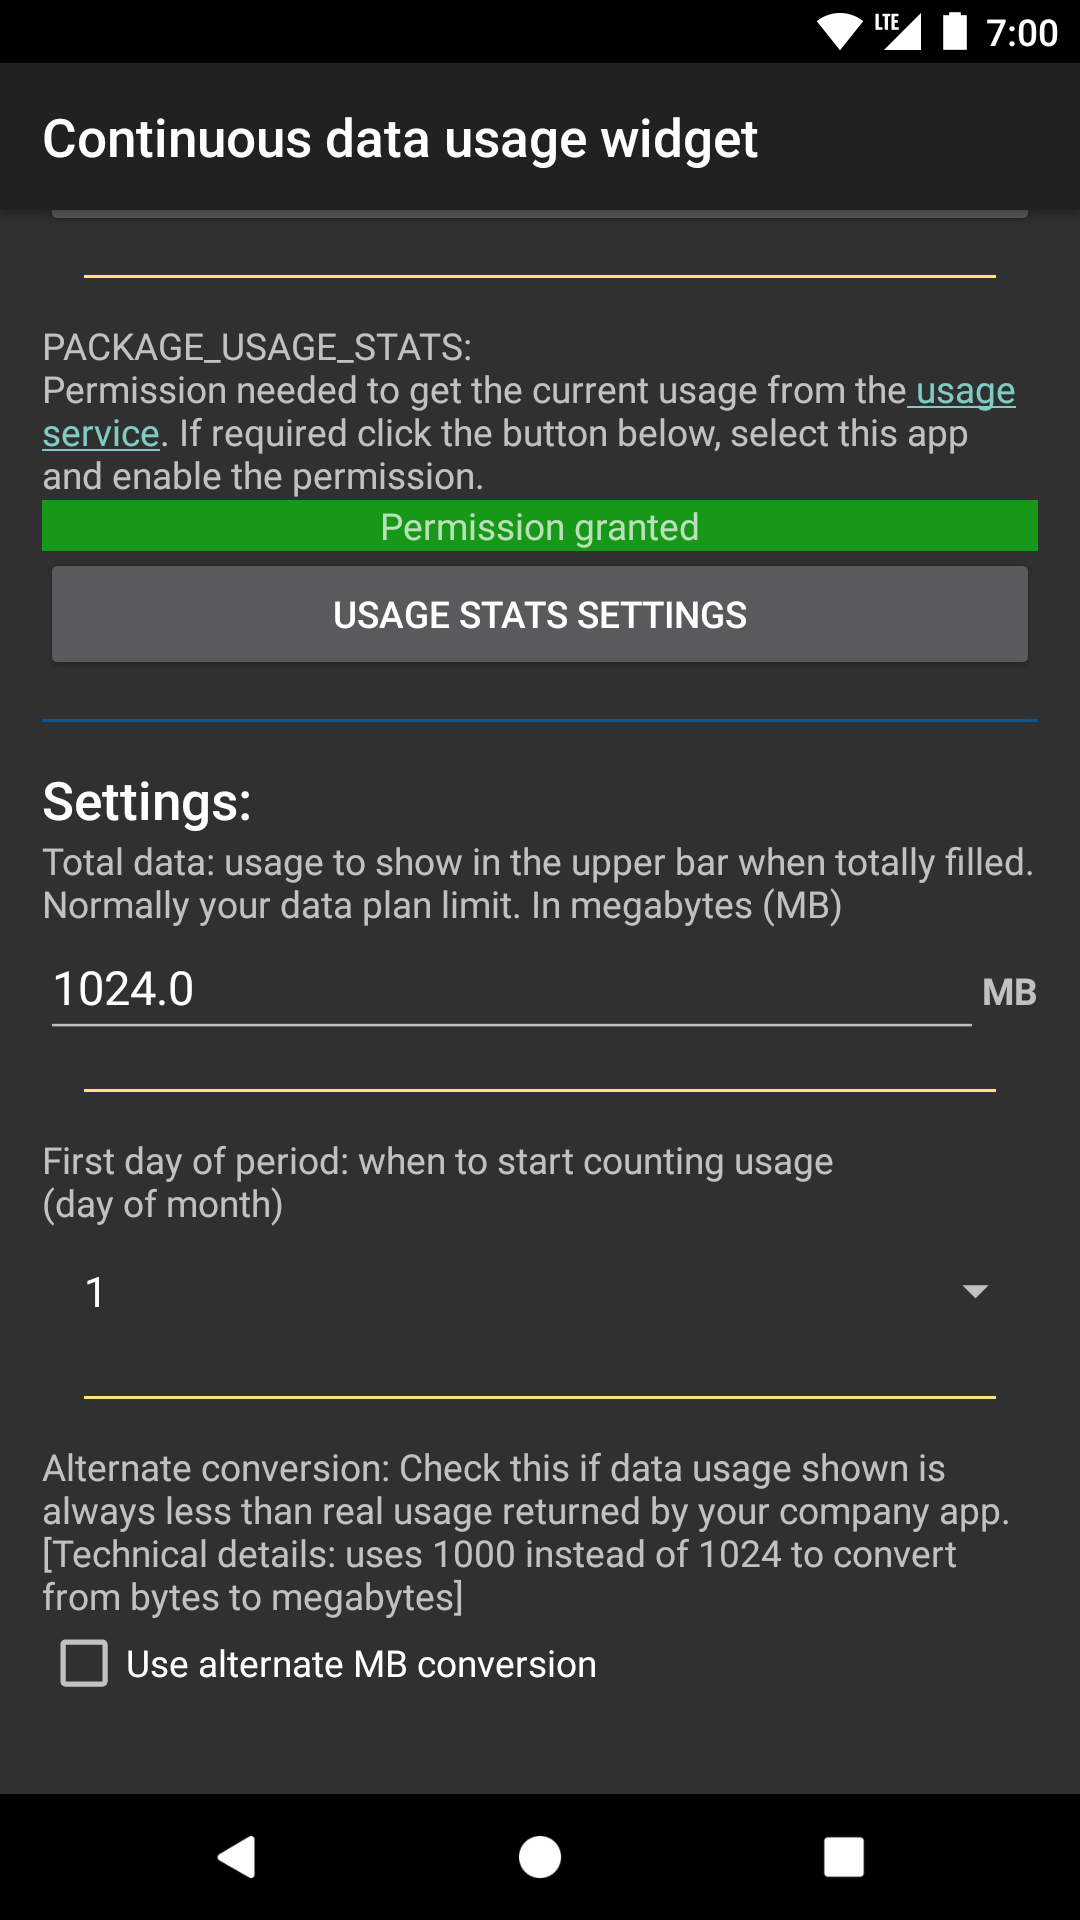 LTE 7:00
Continuous data usage widget
PACKAGE_USAGE_STATS:
Permission needed to get the current usage from the usage
service. If required click the button below, select this app
and enable the permission.
Permission granted
USAGE STATS SETTINGS
Settings:
Total data: usage to show in the upper bar when totally filled.
Normally your data plan limit. In megabytes (MB)
1024.0 MB
First day of period: when to start counting usage
(day of month)
1
Alternate conversion: Check this if data usage shown is
always less than real usage returned by your company app.
[Technical details: uses 1000 instead of 1024 to convert
from bytes to megabytes]
Use alternate MB conversion